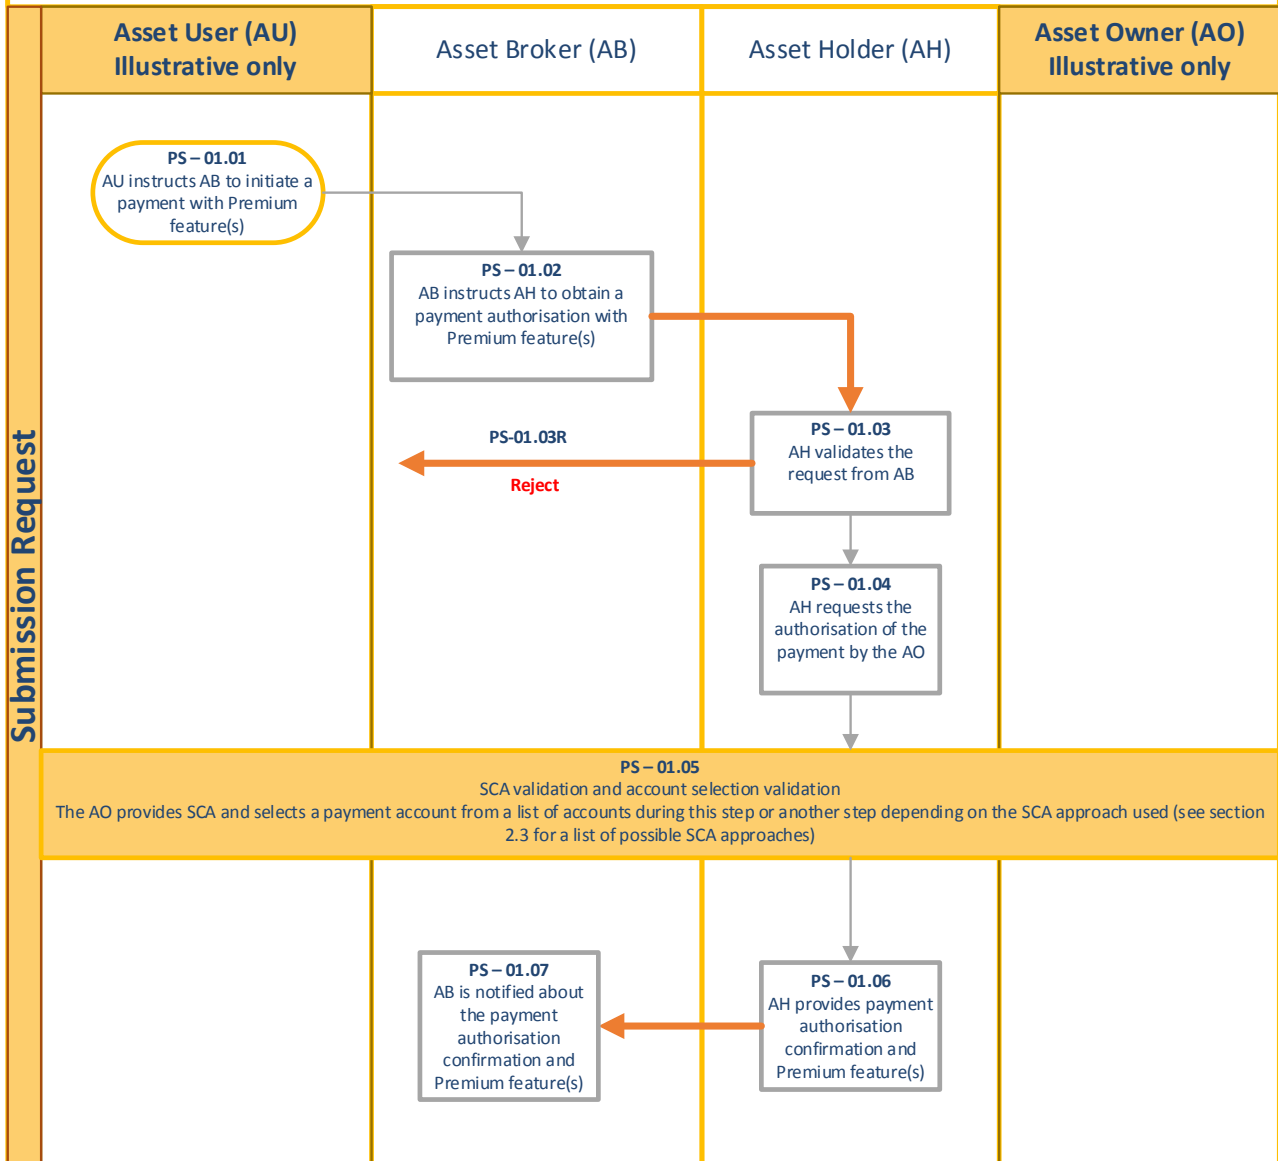 Asset User (AU)
Illustrative only
Asset Broker (AB)
Asset Holder (AH)
Asset Owner (AO)
Illustrative only
Submission Request
PS – 01.01
AU instructs AB to initiate a
payment with Premium
feature(s)
PS – 01.02
AB instructs AH to obtain a
payment authorisation with
Premium feature(s)
PS-01.03R
Reject
PS – 01.03
AH validates the
request from AB
PS – 01.04
AH requests the
authorisation of the
payment by the AO
PS – 01.05
SCA validation and account selection validation
The AO provides SCA and selects a payment account from a list of accounts during this step or another step depending on the SCA approach used (see section
2.3 for a list of possible SCA approaches)
PS – 01.07
AB is notified about
the payment
authorisation
confirmation and
Premium feature(s)
PS – 01.06
AH provides payment
authorisation
confirmation and
Premium feature(s)